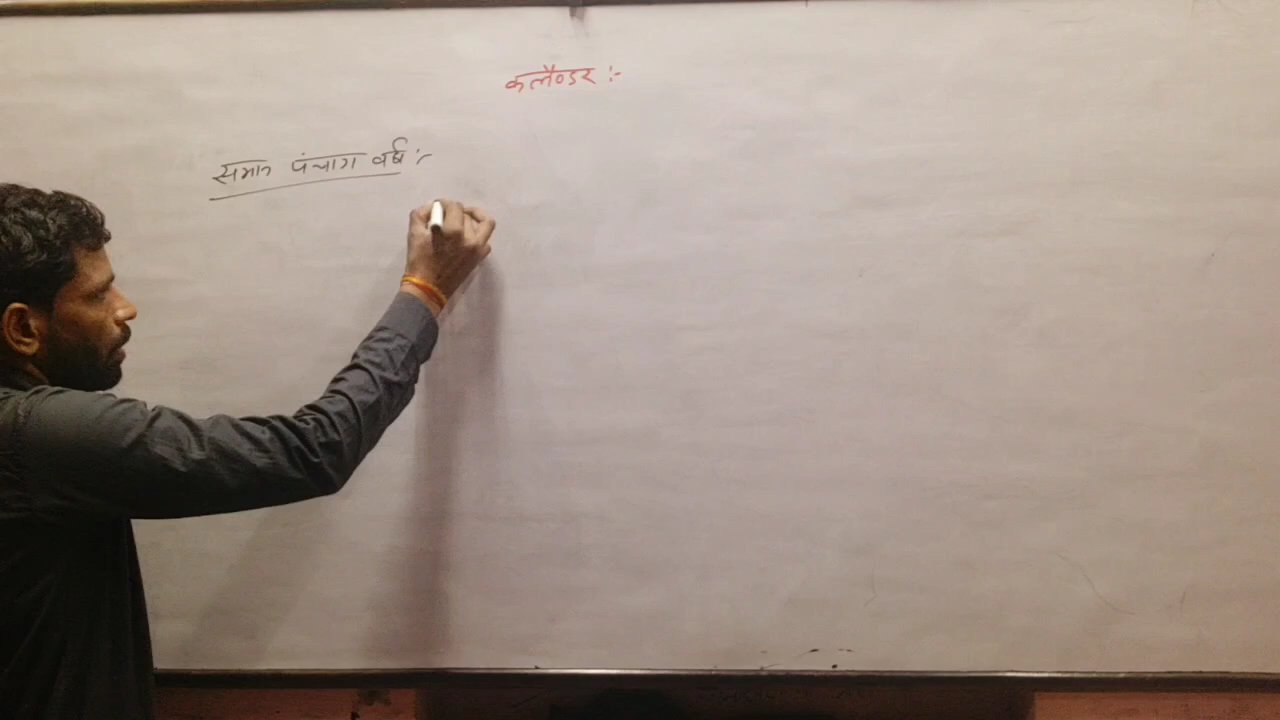 कलैण्डर :-
समान पंचाग वर्ष :-